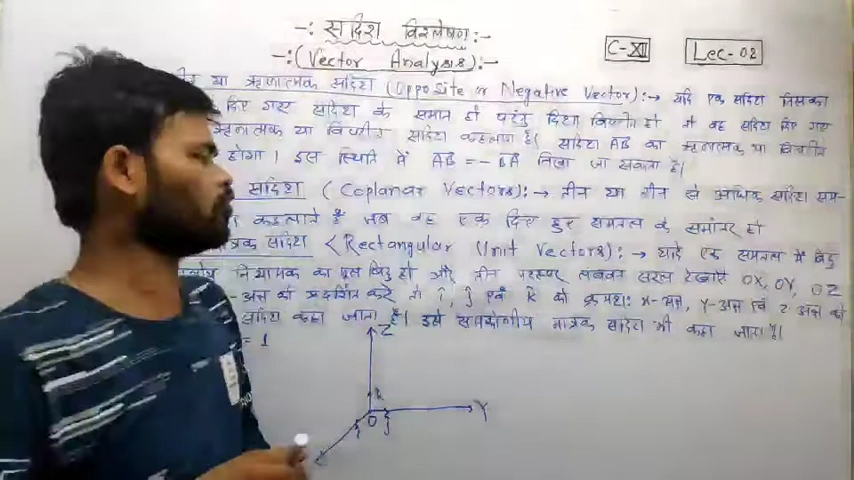 -: सदिश विश्लेषण :-
-: (Vector Analysis) :-
C-XII
Lec-02
या ऋणात्मक सदिश (Opposite or Negative Vector) :→ यदि एक सदिश जिसका
दिए गए सदिश के समान हो परंतु दिशा विपरीत हो तो वह सदिश दिए गए
ऋणात्मक या विपरीत सदिश कहलाता है। सदिश AB का ऋणात्मक या विपरीत
होगा। इस स्थिति में AB = - BA लिखा जा सकता है।
सदिश (Coplanar Vectors) :→ तीन या तीन से अधिक सदिश सम-
कहलाते हैं जब वह एक दिए हुए समतल के समांतर हो
मात्रक सदिश (Rectangular Unit Vectors) :→ यदि एक समतल में बिंदु
नियामक का मूल बिंदु हो और तीन परस्पर लम्बवत सरल रेखाएं OX, OY, OZ
-अक्ष को प्रदर्शित करे तो î, ĵ एवं k̂ को क्रमशः X-अक्ष, Y-अक्ष एवं Z अक्ष को
सदिश कहा जाता है। इसे समकोणीय मात्रक सदिश भी कहा जाता है।
= 1
Z
k
O
Y
j
i